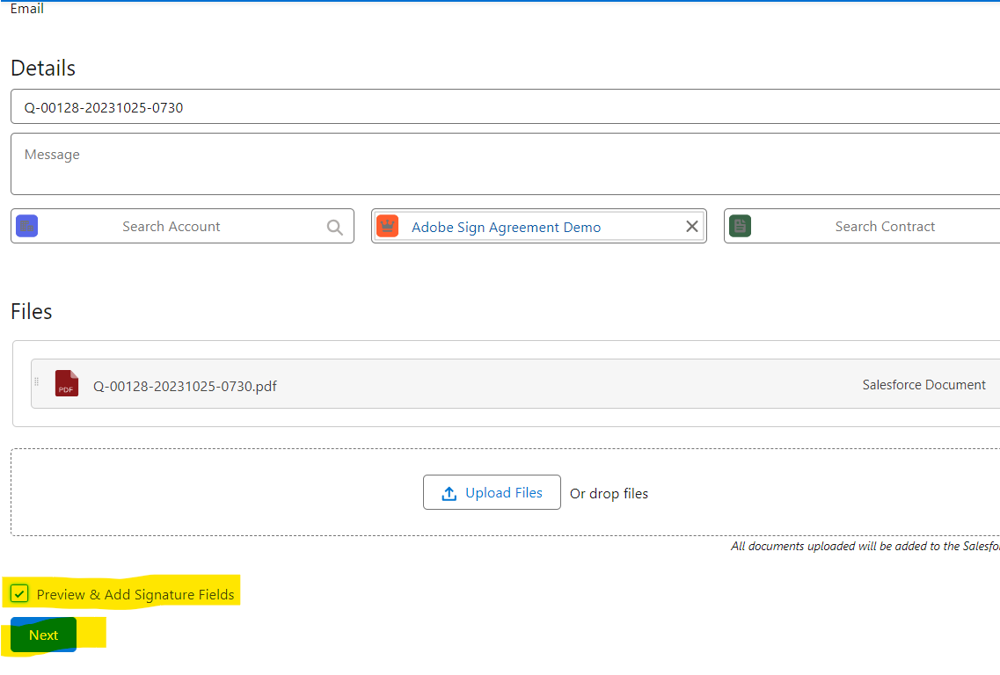 Email
Details
Q-00128-20231025-0730
Message
Search Account Adobe Sign Agreement Demo Search Contract
Files
PDF Q-00128-20231025-0730.pdf Salesforce Document
Upload Files Or drop files
All documents uploaded will be added to the Salesfo
Preview & Add Signature Fields
Next